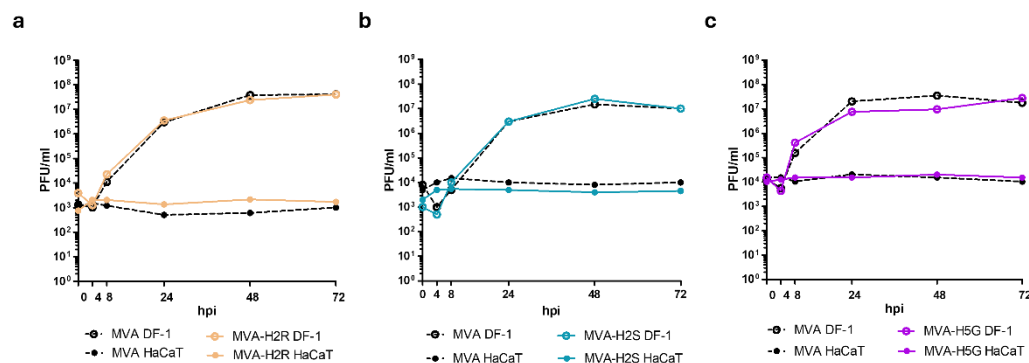 a
PFU/ml
10⁹
10⁸
10⁷
10⁶
10⁵
10⁴
10³
10²
10¹
10⁰
0 4 8 24 48 72
hpi
MVA DF-1 MVA-H2R DF-1
MVA HaCaT MVA-H2R HaCaT
b
PFU/ml
10⁹
10⁸
10⁷
10⁶
10⁵
10⁴
10³
10²
10¹
10⁰
0 4 8 24 48 72
hpi
MVA DF-1 MVA-H2S DF-1
MVA HaCaT MVA-H2S HaCaT
c
PFU/ml
10⁹
10⁸
10⁷
10⁶
10⁵
10⁴
10³
10²
10¹
10⁰
0 4 8 24 48 72
hpi
MVA DF-1 MVA-H5G DF-1
MVA HaCaT MVA-H5G HaCaT